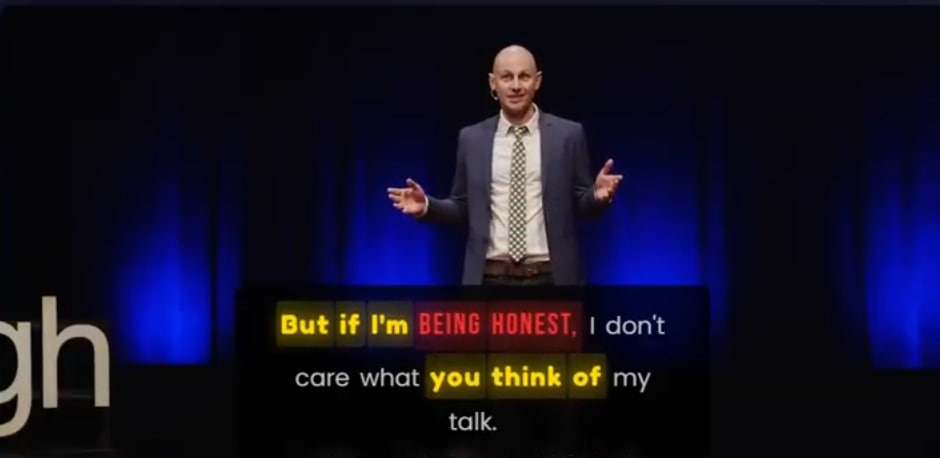 gh
But if I'm BEING HONEST, I don't
care what you think of my
talk.